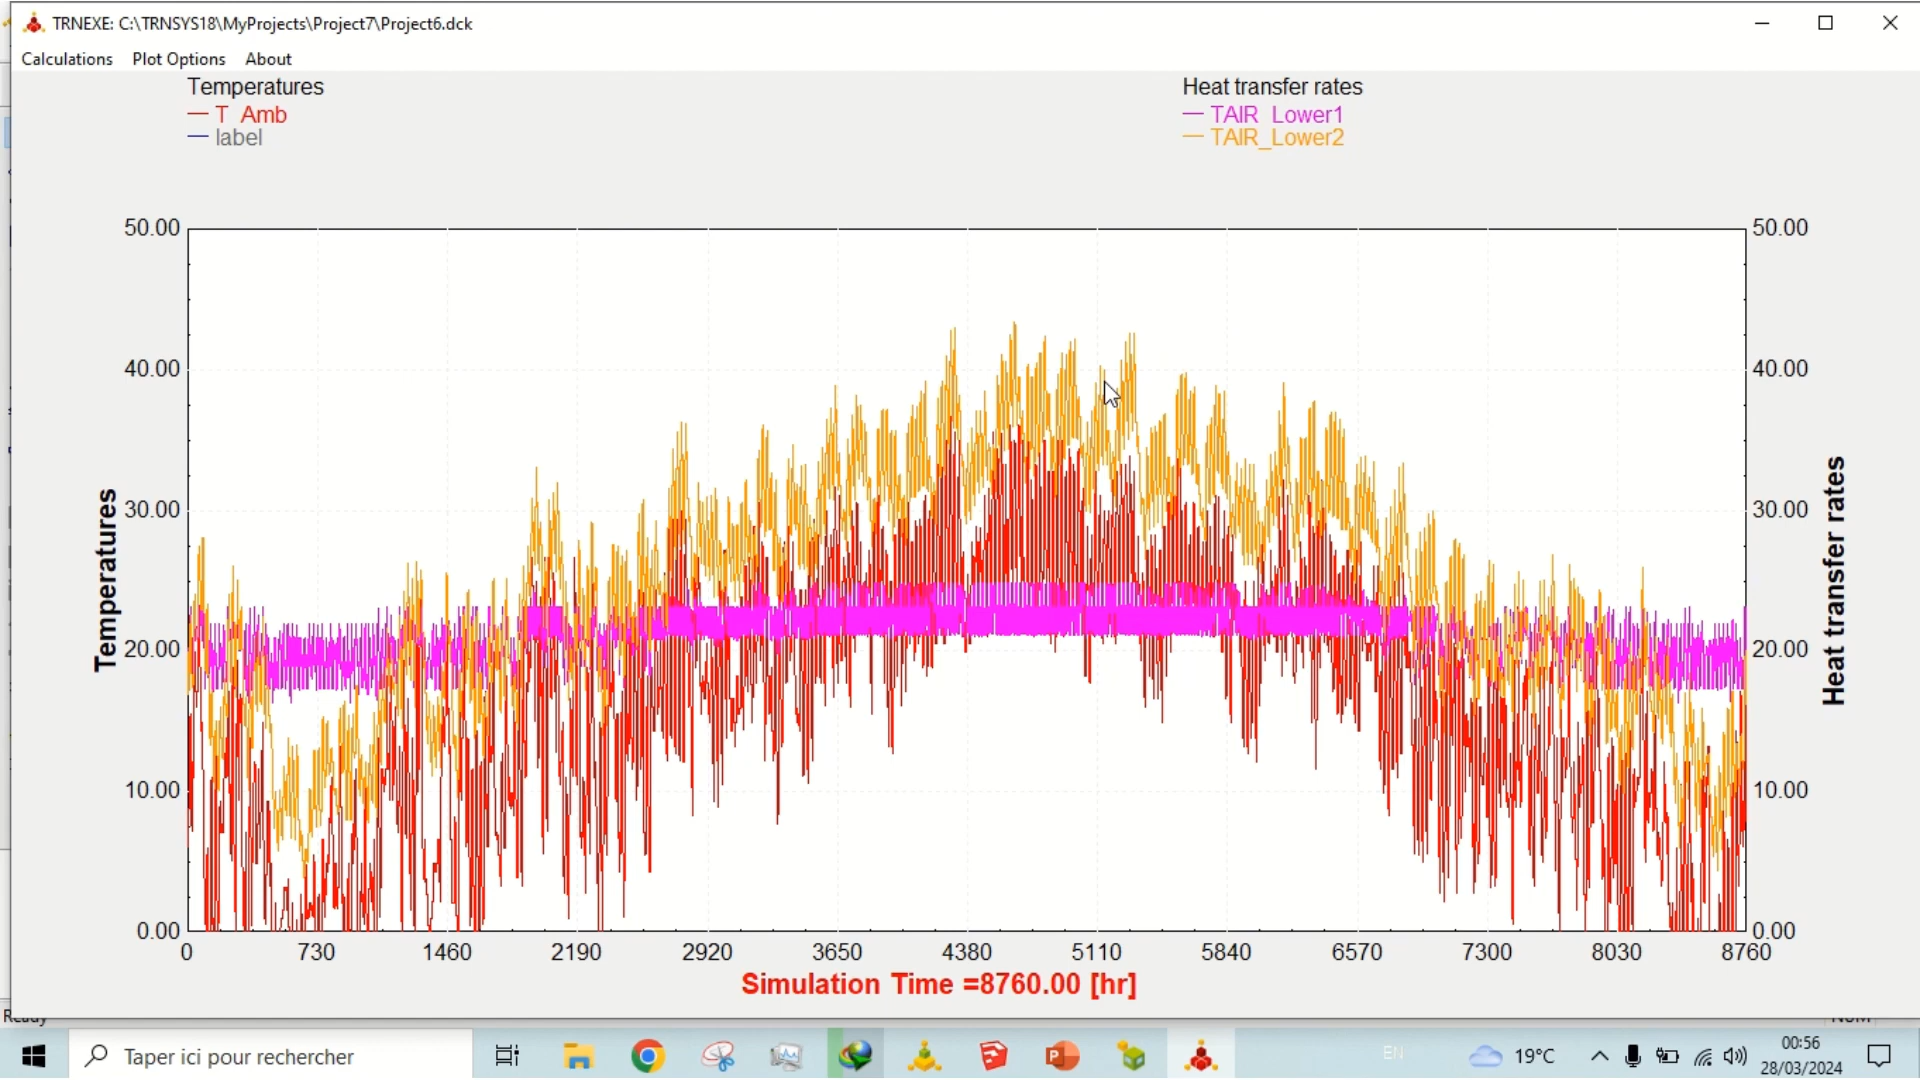 TRNEXE: C:\TRNSYS18\MyProjects\Project7\Project6.dck
Calculations Plot Options About
Temperatures
T_Amb
label
Heat transfer rates
TAIR_Lower1
TAIR_Lower2
50.00
40.00
30.00
20.00
10.00
0.00
Temperatures
50.00
40.00
30.00
20.00
10.00
0.00
Heat transfer rates
0 730 1460 2190 2920 3650 4380 5110 5840 6570 7300 8030 8760
Simulation Time =8760.00 [hr]
Ready
NUM
Taper ici pour rechercher
EN
19°C
00:56
28/03/2024